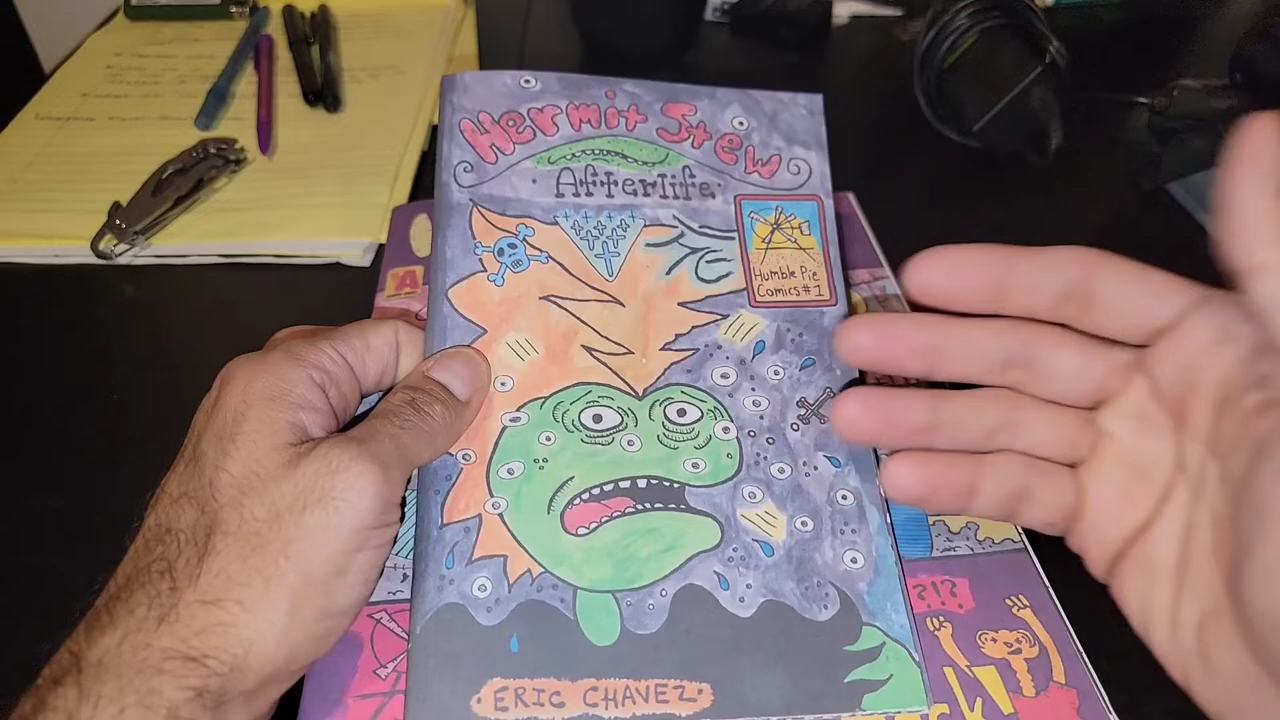 Hermit Stew
Afterlife
Humble Pie
Comics #1
A
?!?
ERIC CHAVEZ